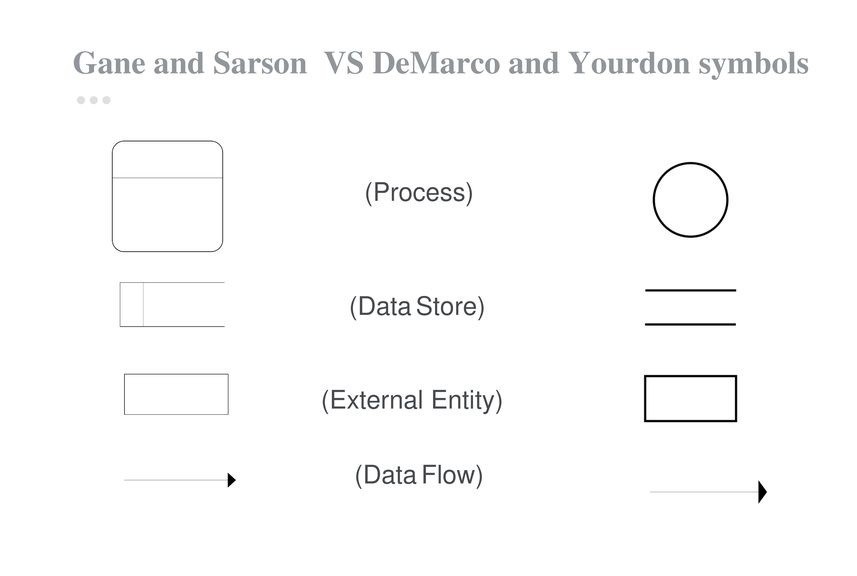 Gane and Sarson VS DeMarco and Yourdon symbols
(Process)
(Data Store)
(External Entity)
(Data Flow)